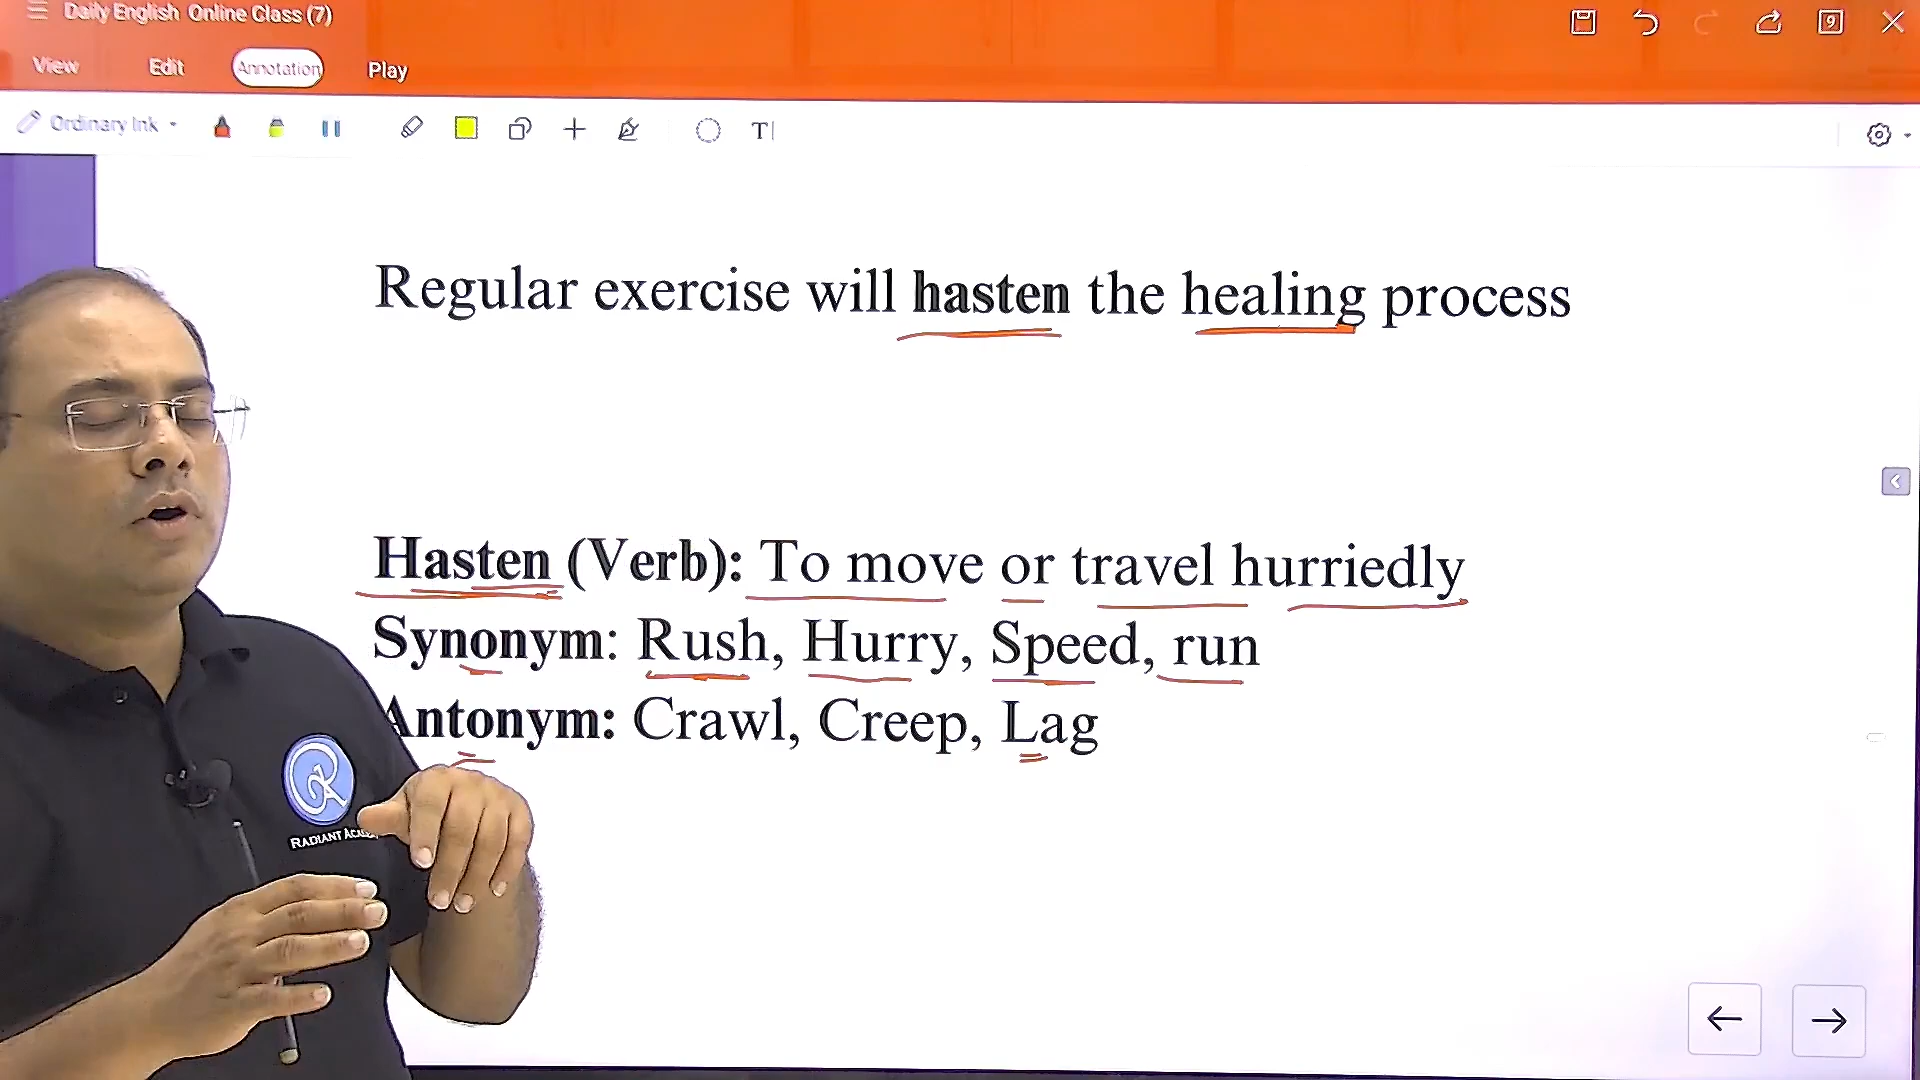 Daily English Online Class (7)
View Edit Annotation Play
9
Ordinary Ink T
Regular exercise will hasten the healing process
Hasten (Verb): To move or travel hurriedly
Synonym: Rush, Hurry, Speed, run
Antonym: Crawl, Creep, Lag
RADIANT